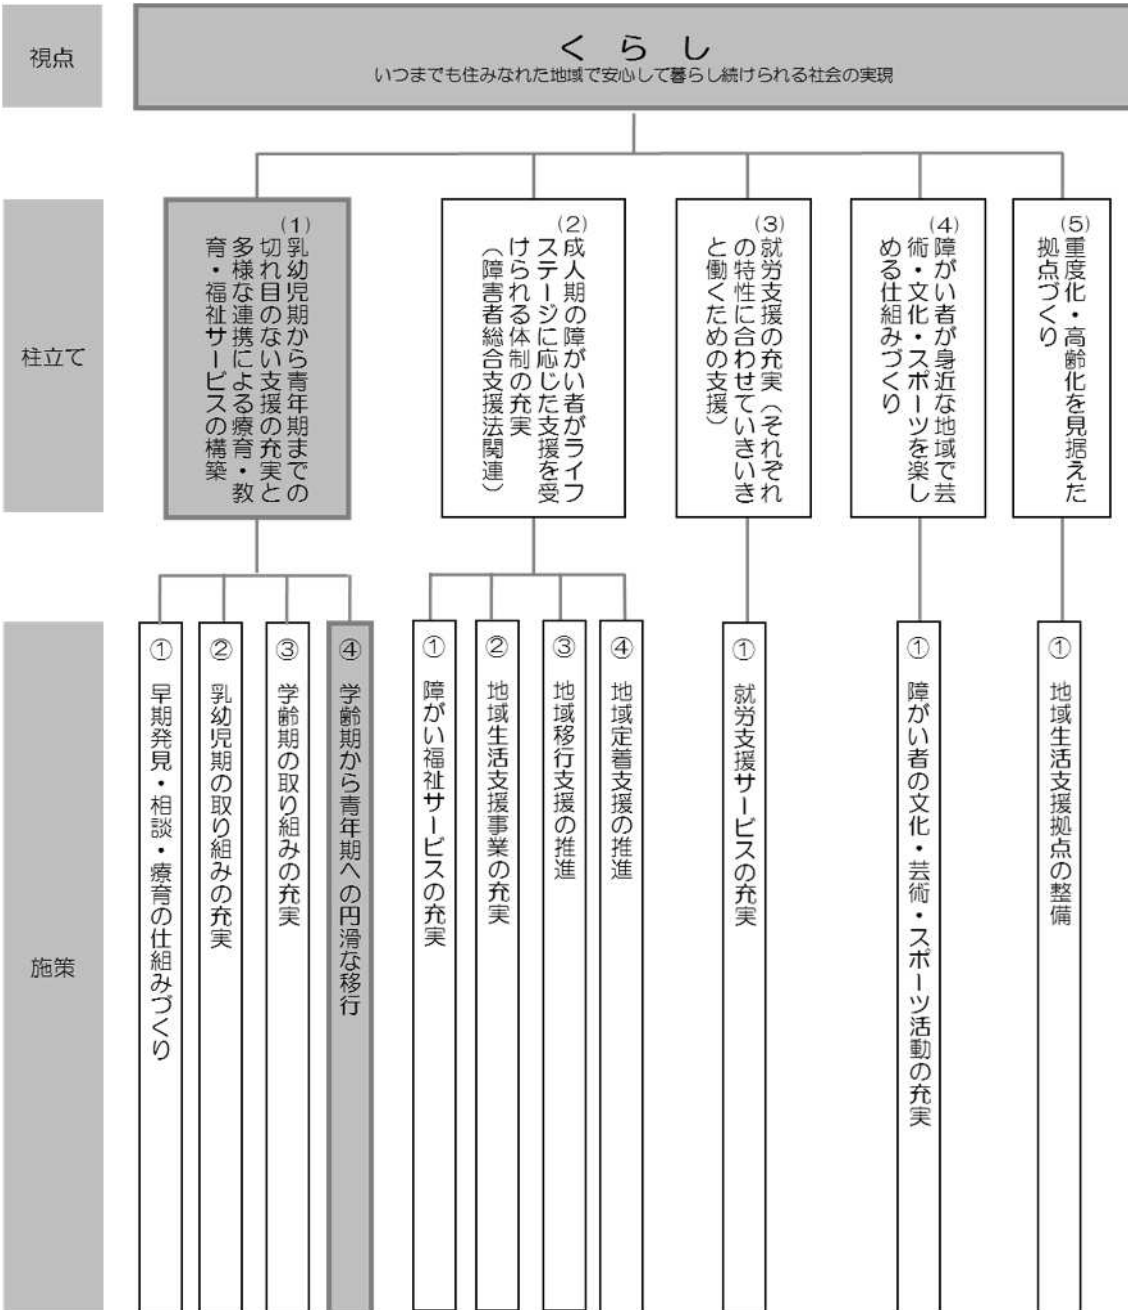 視点
くらし
いつまでも住みなれた地域で安心して暮らし続けられる社会の実現
柱立て
(1)乳幼児期から青年期までの
切れ目のない支援の充実と
多様な連携による療育・教
育・福祉サービスの構築
(2)成人期の障がい者がライフ
ステージに応じた支援を受
けられる体制の充実
（障害者総合支援法関連）
(3)就労支援の充実（それぞれ
の特性に合わせていきいき
と働くための支援）
(4)障がい者が身近な地域で芸
術・文化・スポーツを楽し
める仕組みづくり
(5)重度化・高齢化を見据えた
拠点づくり
施策
① 早期発見・相談・療育の仕組みづくり
② 乳幼児期の取り組みの充実
③ 学齢期の取り組みの充実
④ 学齢期から青年期への円滑な移行
① 障がい福祉サービスの充実
② 地域生活支援事業の充実
③ 地域移行支援の推進
④ 地域定着支援の推進
① 就労支援サービスの充実
① 障がい者の文化・芸術・スポーツ活動の充実
① 地域生活支援拠点の整備